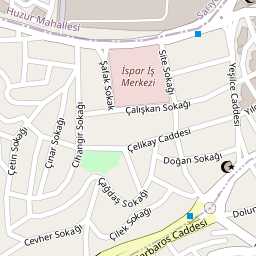 Huzur Mahallesi
İspar İş
Merkezi
Şalak Sokak
Site Sokağı
Yeşilce Caddesi
Çalışkan Sokağı
Çetin Sokağı
Çınar Sokağı
Cihangir Sokağı
Çelikay Caddesi
Doğan Sokağı
Çağdaş Sokağı
Çilek Sokağı
Cevher Sokağı
Barbaros Caddesi